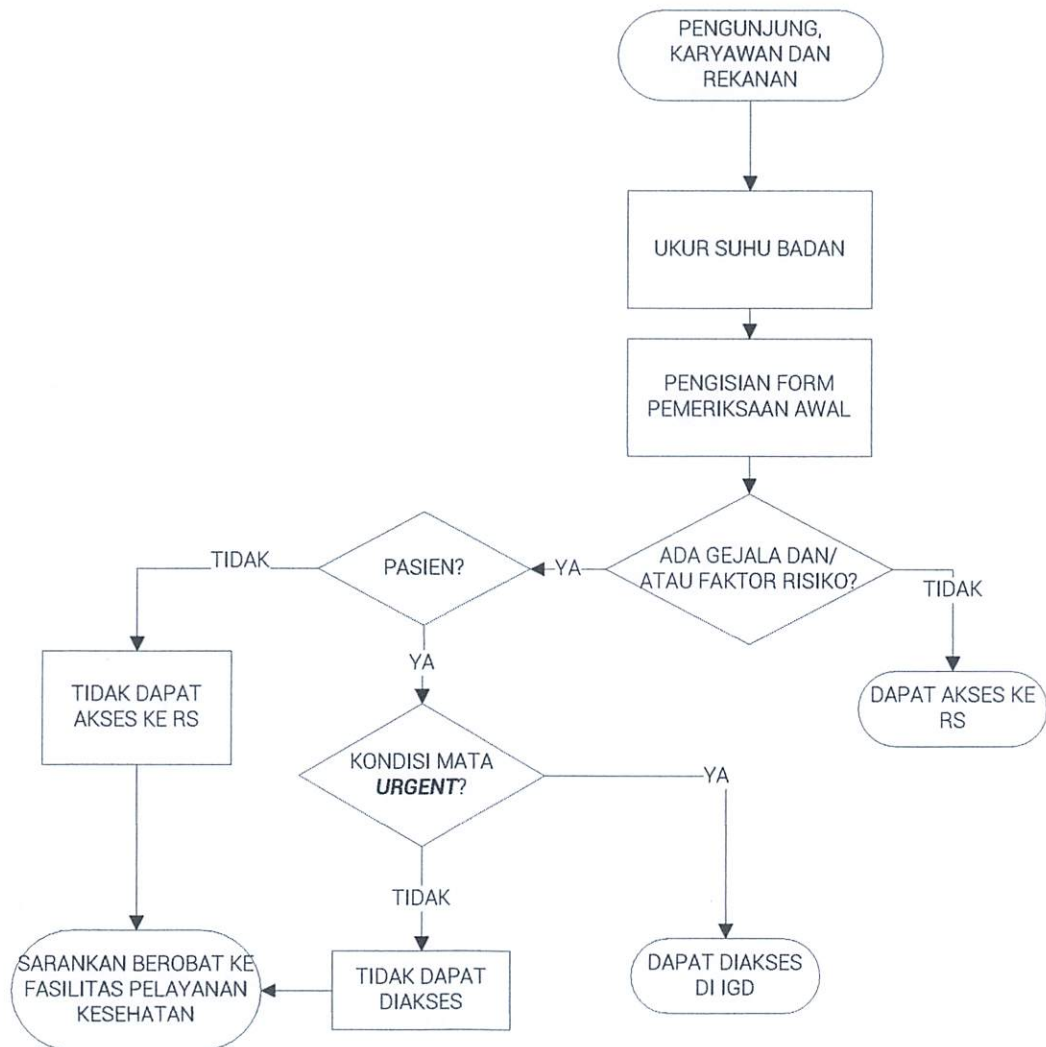 PENGUNJUNG,
KARYAWAN DAN
REKANAN
UKUR SUHU BADAN
PENGISIAN FORM
PEMERIKSAAN AWAL
ADA GEJALA DAN/
ATAU FAKTOR RISIKO?
YA
TIDAK
PASIEN?
TIDAK
YA
DAPAT AKSES KE
RS
TIDAK DAPAT
AKSES KE RS
KONDISI MATA
URGENT?
YA
TIDAK
SARANKAN BEROBAT KE
FASILITAS PELAYANAN
KESEHATAN
TIDAK DAPAT
DIAKSES
DAPAT DIAKSES
DI IGD